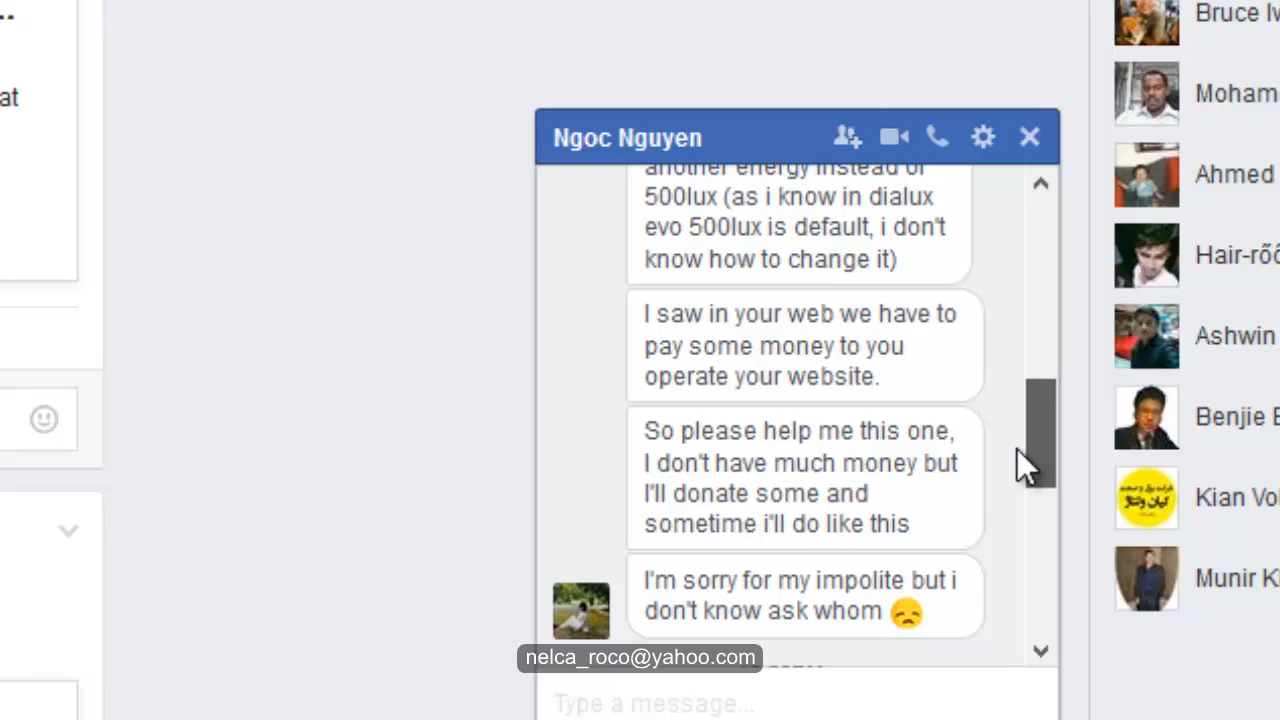 at
Ngoc Nguyen
another energy instead of
500lux (as i know in dialux
evo 500lux is default, i don't
know how to change it)
I saw in your web we have to
pay some money to you
operate your website.
So please help me this one,
I don't have much money but
I'll donate some and
sometime i'll do like this
I'm sorry for my impolite but i
don't know ask whom
nelca_roco@yahoo.com
Type a message...
Bruce
Moham
Ahmed
Hair-rőő
Ashwin
Benjie
Kian Vol
Munir K